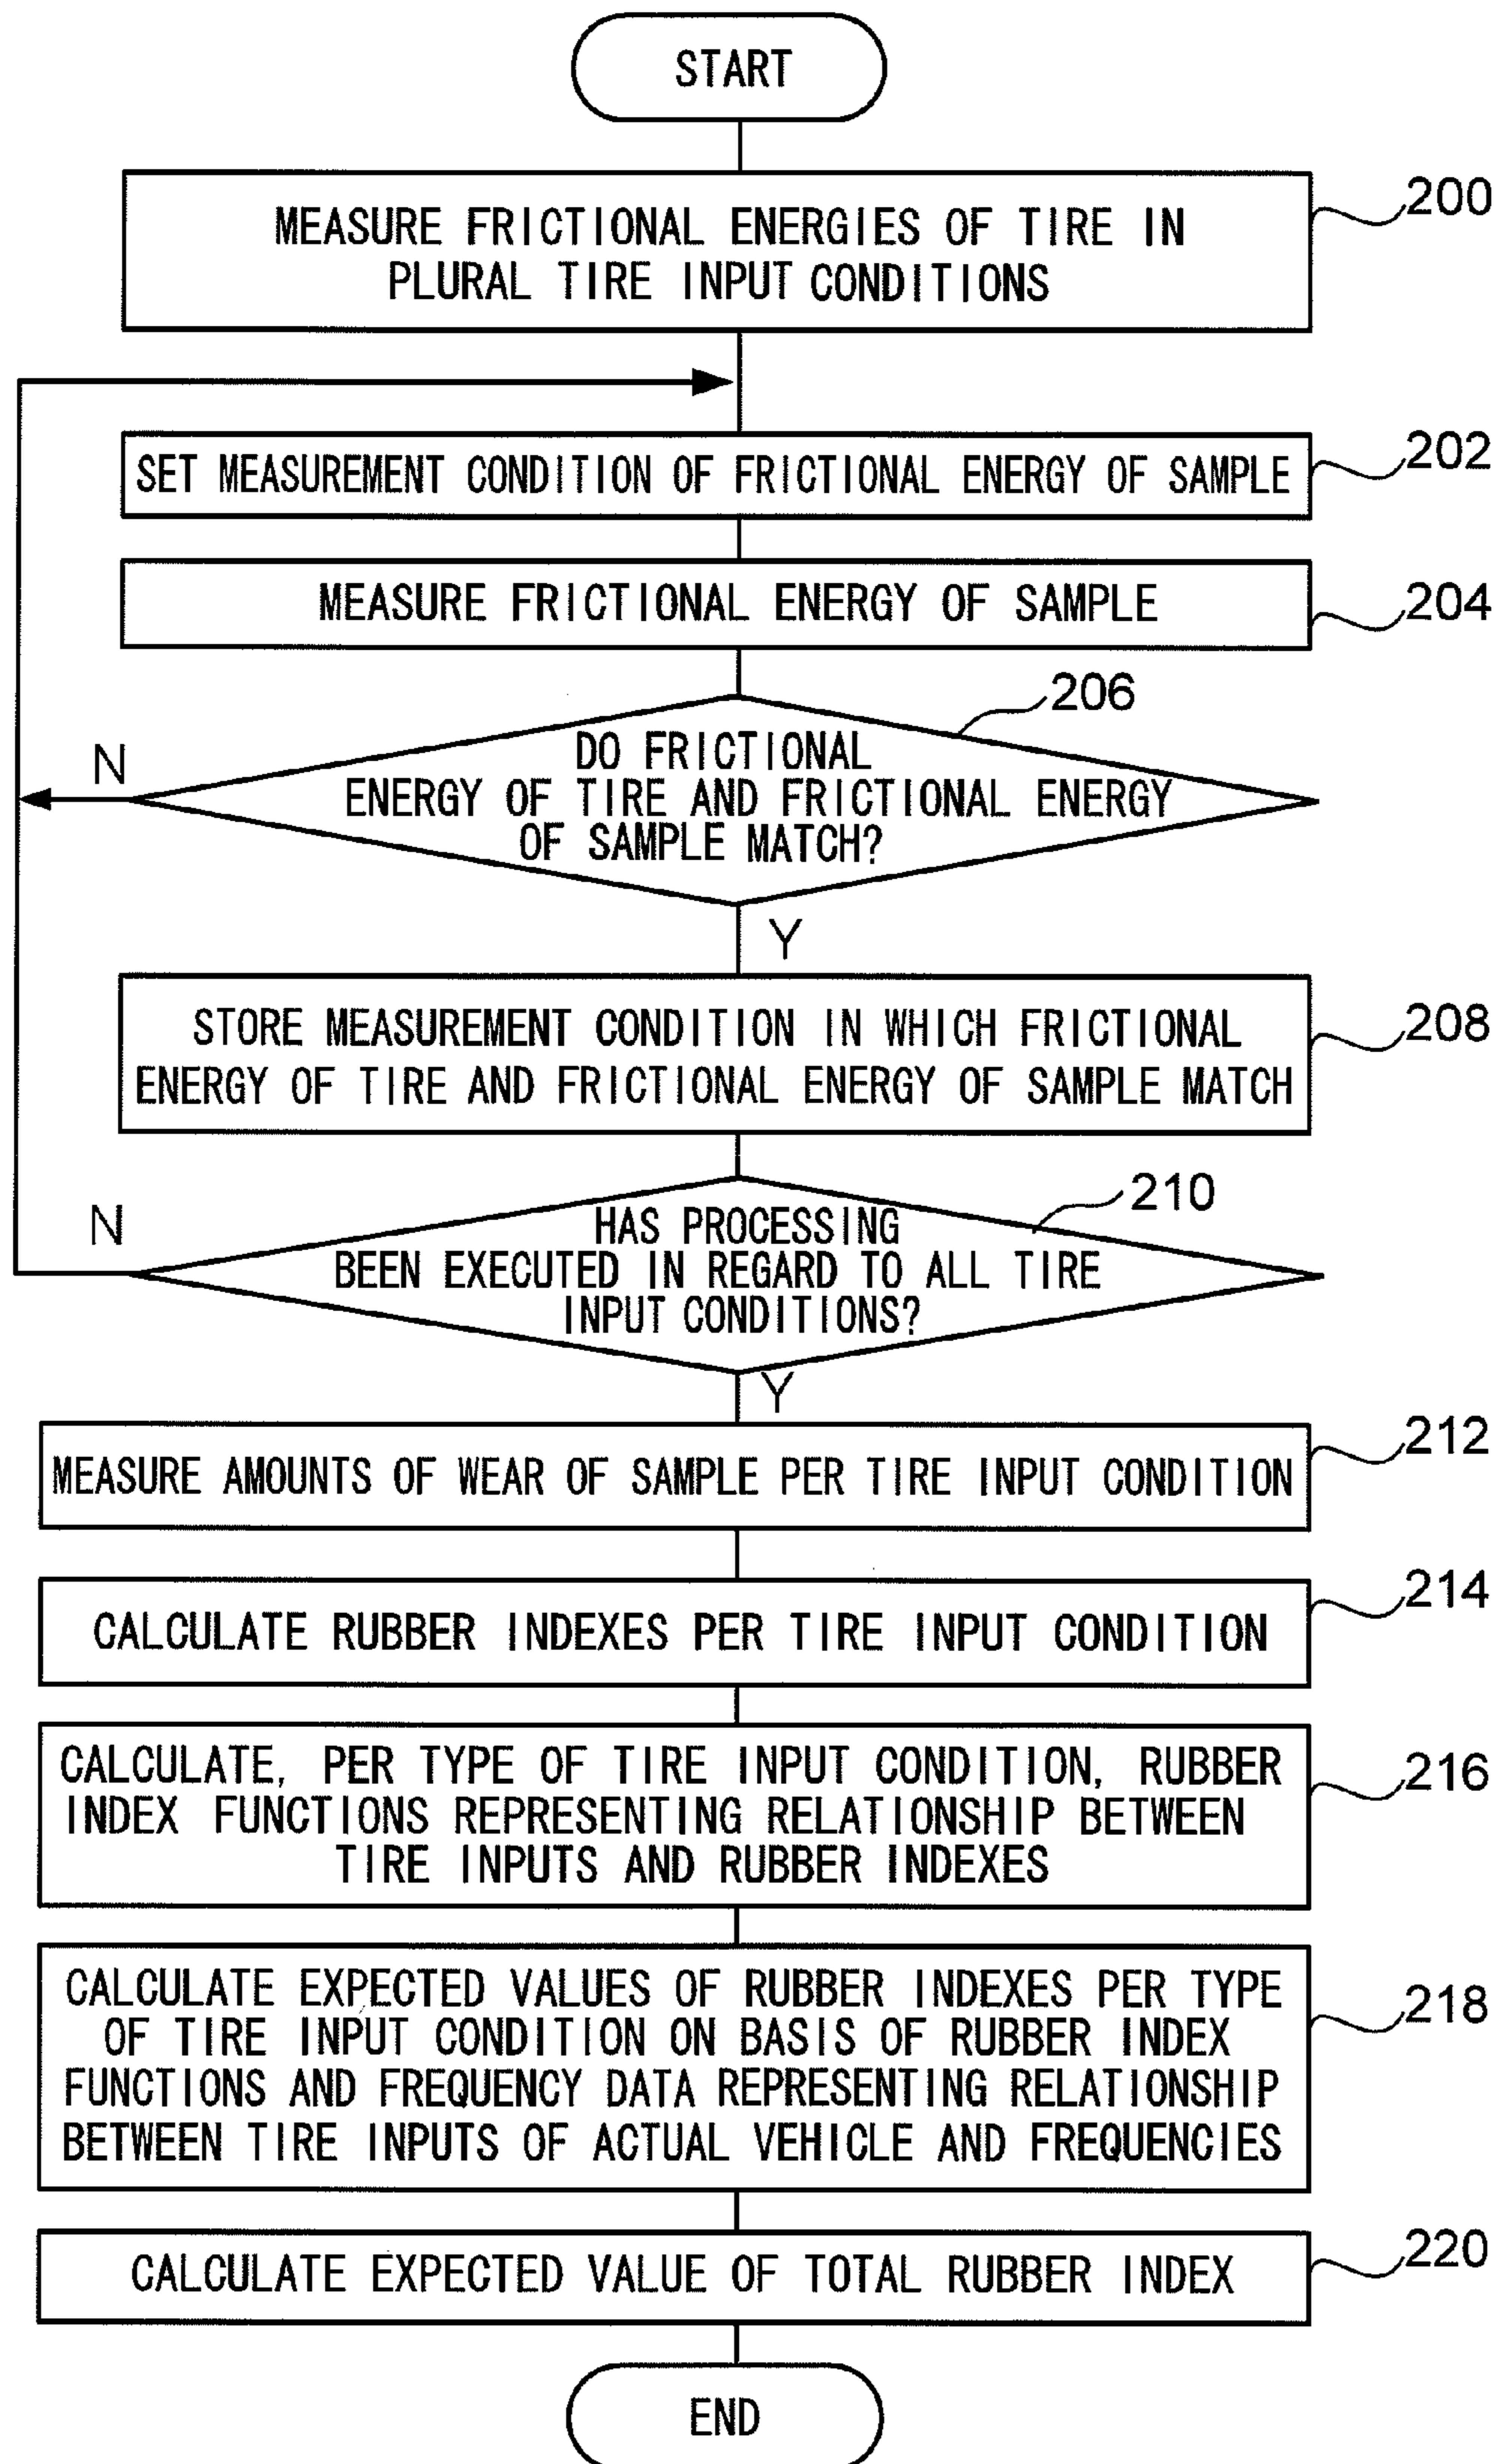 START
MEASURE FRICTIONAL ENERGIES OF TIRE IN
PLURAL TIRE INPUT CONDITIONS
200
SET MEASUREMENT CONDITION OF FRICTIONAL ENERGY OF SAMPLE
202
MEASURE FRICTIONAL ENERGY OF SAMPLE
204
206
DO FRICTIONAL
ENERGY OF TIRE AND FRICTIONAL ENERGY
OF SAMPLE MATCH?
N
Y
STORE MEASUREMENT CONDITION IN WHICH FRICTIONAL
ENERGY OF TIRE AND FRICTIONAL ENERGY OF SAMPLE MATCH
208
210
HAS PROCESSING
BEEN EXECUTED IN REGARD TO ALL TIRE
INPUT CONDITIONS?
N
Y
MEASURE AMOUNTS OF WEAR OF SAMPLE PER TIRE INPUT CONDITION
212
CALCULATE RUBBER INDEXES PER TIRE INPUT CONDITION
214
CALCULATE, PER TYPE OF TIRE INPUT CONDITION, RUBBER
INDEX FUNCTIONS REPRESENTING RELATIONSHIP BETWEEN
TIRE INPUTS AND RUBBER INDEXES
216
CALCULATE EXPECTED VALUES OF RUBBER INDEXES PER TYPE
OF TIRE INPUT CONDITION ON BASIS OF RUBBER INDEX
FUNCTIONS AND FREQUENCY DATA REPRESENTING RELATIONSHIP
BETWEEN TIRE INPUTS OF ACTUAL VEHICLE AND FREQUENCIES
218
CALCULATE EXPECTED VALUE OF TOTAL RUBBER INDEX
220
END